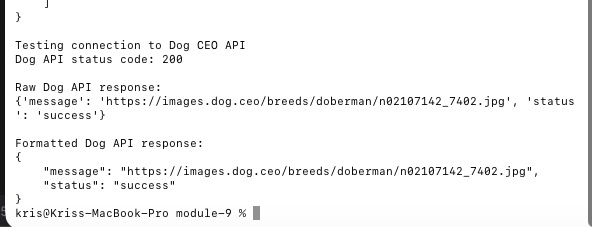 ]
}
Testing connection to Dog CEO API
Dog API status code: 200
Raw Dog API response:
{'message': 'https://images.dog.ceo/breeds/doberman/n02107142_7402.jpg', 'status
': 'success'}
Formatted Dog API response:
{
    "message": "https://images.dog.ceo/breeds/doberman/n02107142_7402.jpg",
    "status": "success"
}
kris@Kriss-MacBook-Pro module-9 %